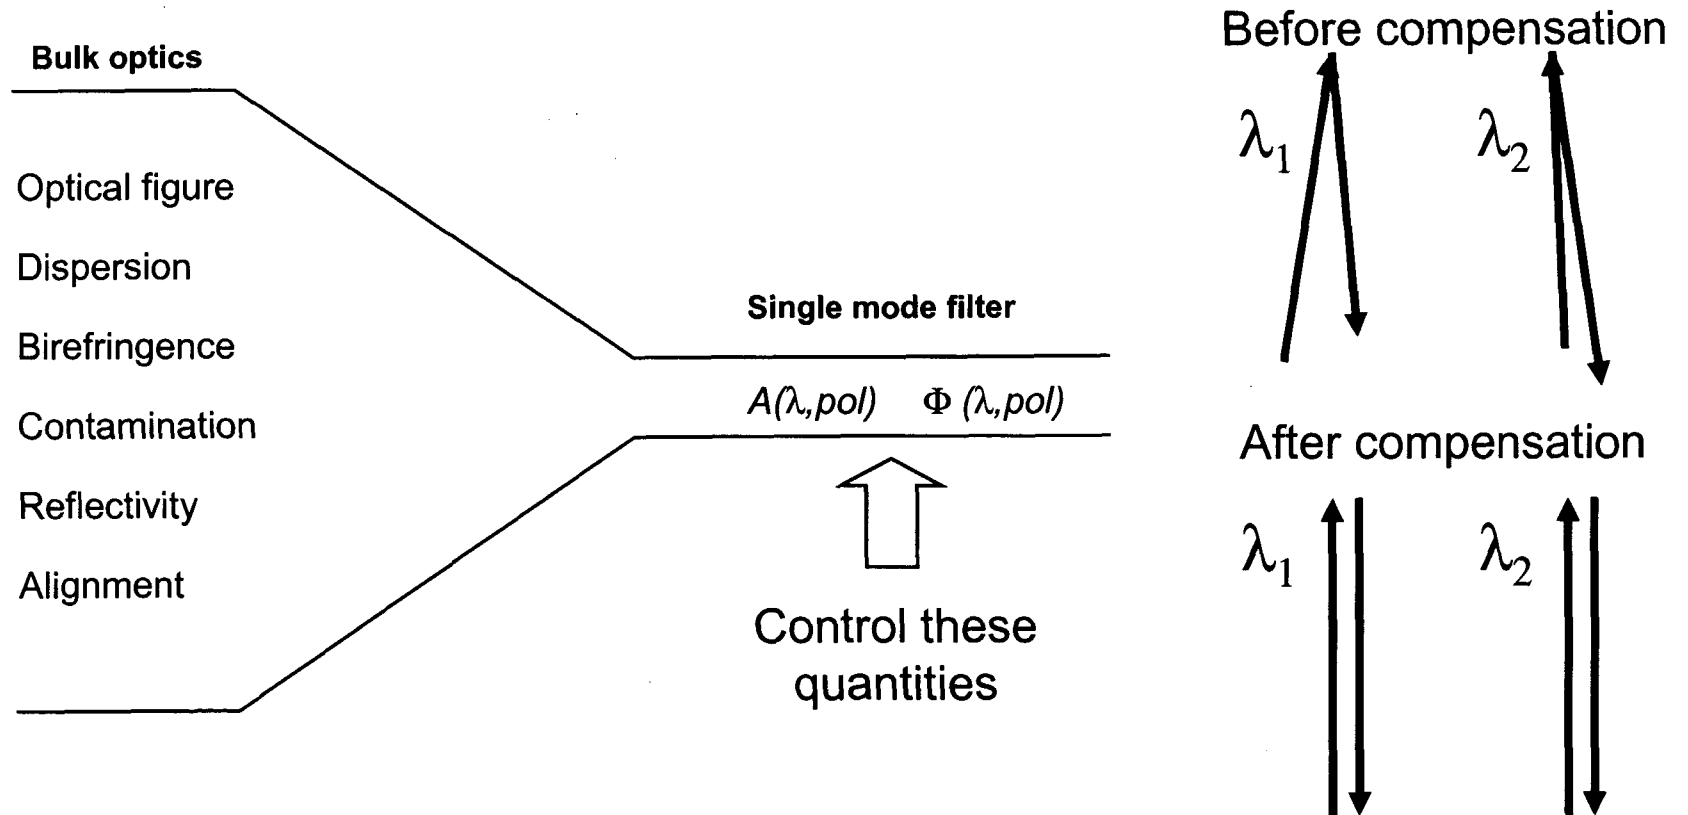 Bulk optics
Optical figure
Dispersion
Birefringence
Contamination
Reflectivity
Alignment
Single mode filter
A(λ,pol) Φ (λ,pol)
Control these
quantities
Before compensation
λ1 λ2
After compensation
λ1 λ2